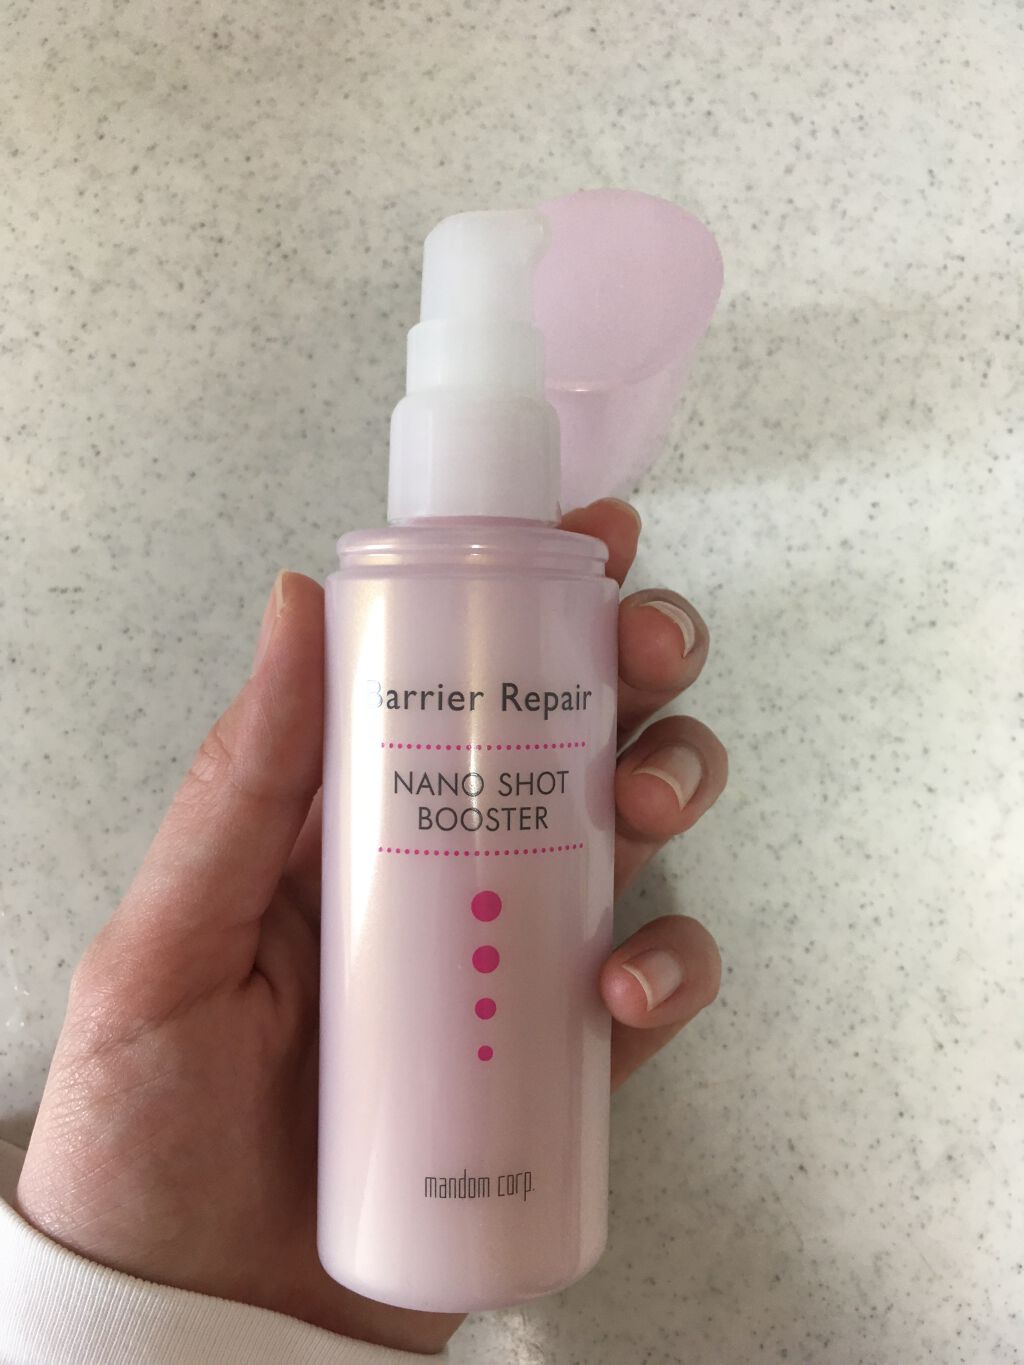 Barrier Repair
NANO SHOT
BOOSTER
mandom corp.